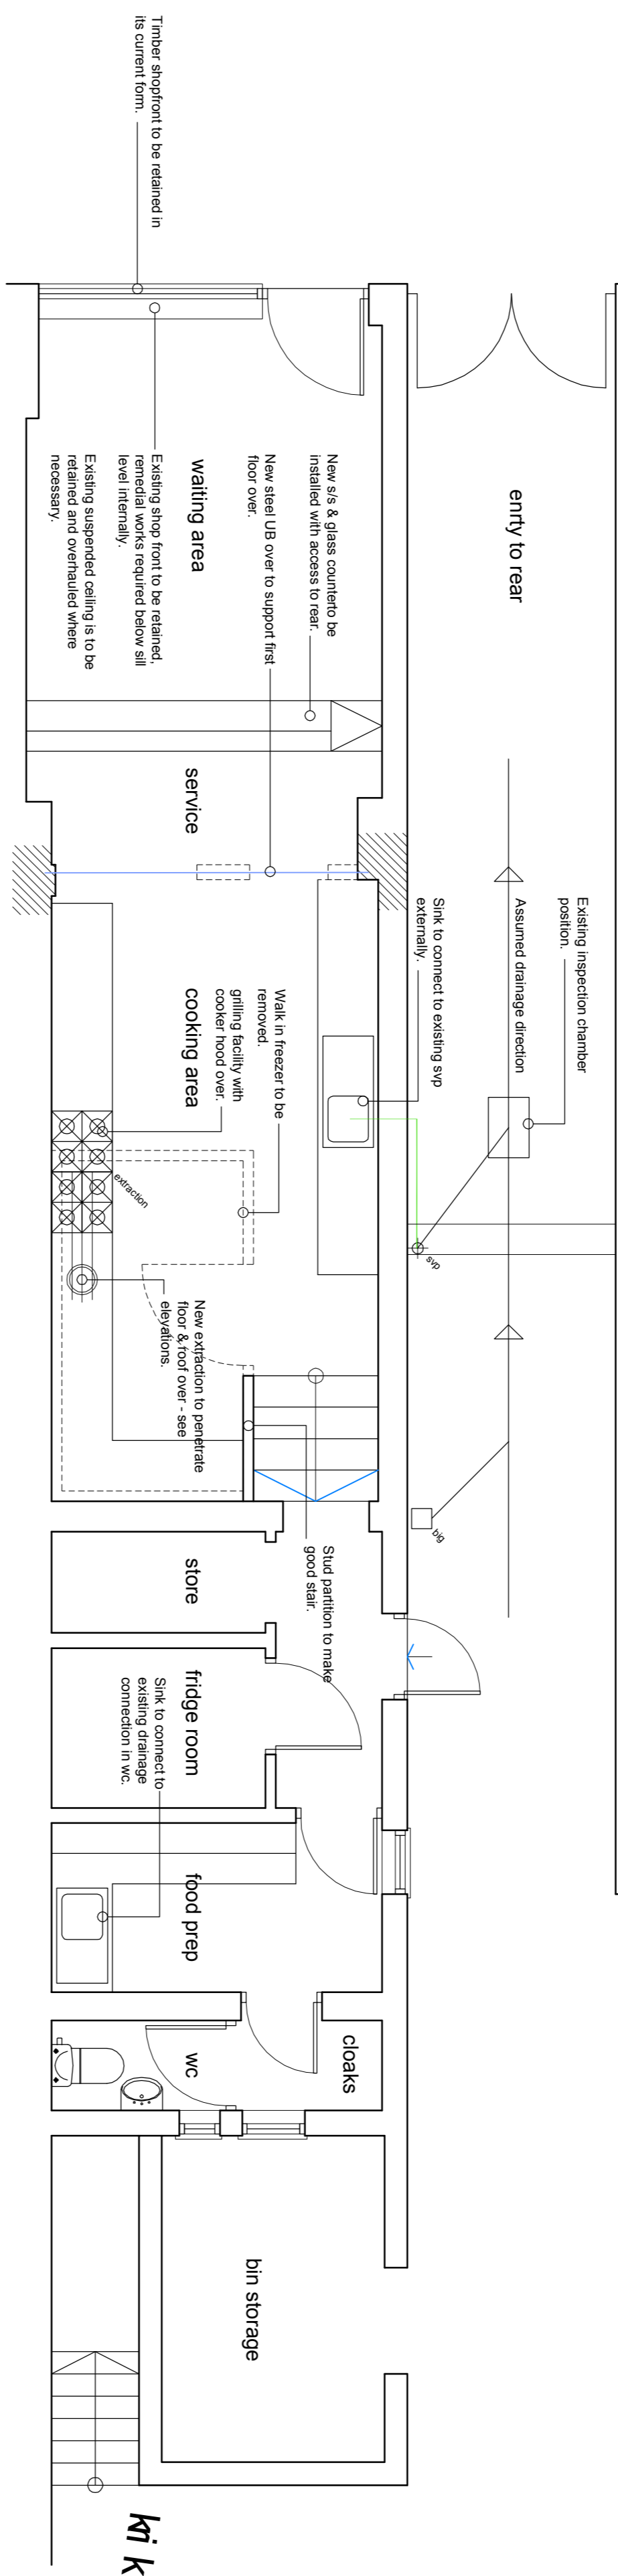 Timber shopfront to be retained in
its current form.
enrty to rear
Existing inspection chamber
position.
Assumed drainage direction
Sink to connect to existing svp
externally.
svp
big
New s/s & glass counterto be
installed with access to rear.
New steel UB over to support first
floor over.
waiting area
Existing shop front to be retained,
remedial works required below sill
level internally.
Existing suspended ceiling is to be
retained and overhauled where
necessary.
service
Walk in freezer to be
removed.
grilling facility with
cooker hood over.
cooking area
extraction
New extraction to penetrate
floor & foof over - see
elevations.
Stud partition to make
good stair.
store
fridge room
Sink to connect to
existing drainage
connection in wc.
food prep
cloaks
wc
bin storage